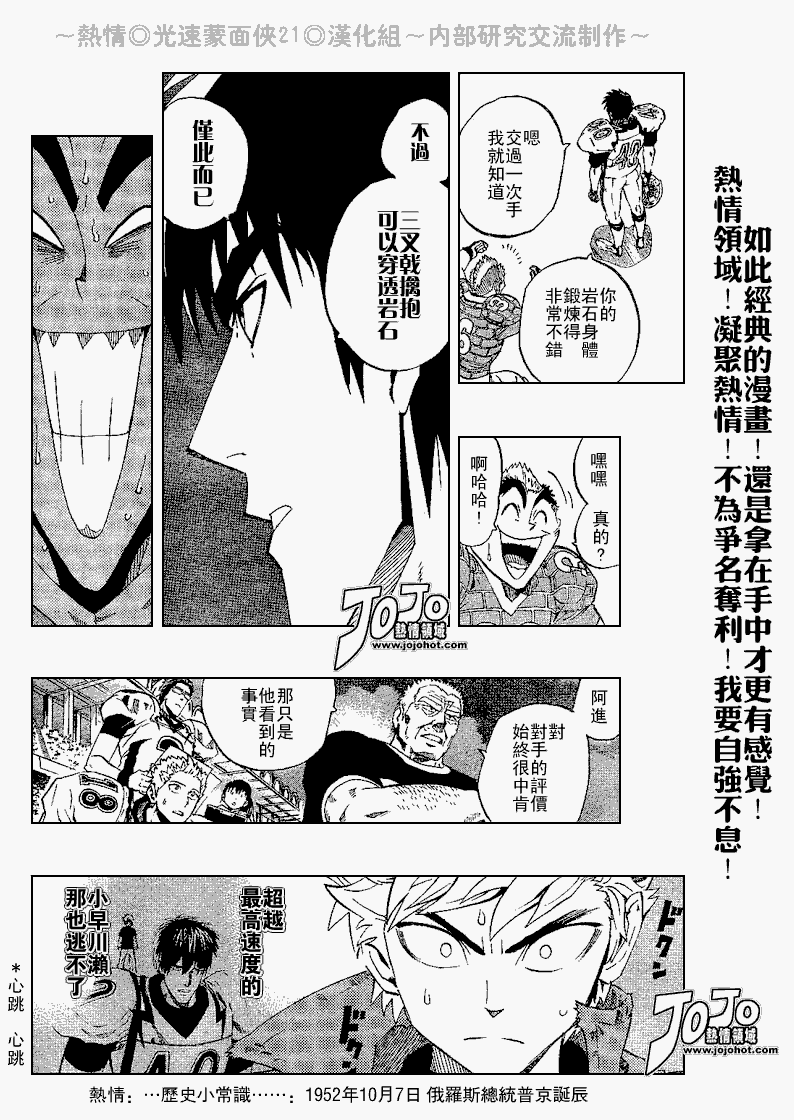 ～熱情◎光速蒙面俠21◎漢化組～内部研究交流制作～
如此經典的漫畫！還是拿在手中才更有感覺！
熱情領域！凝聚熱情！不為爭名奪利！我要自強不息！
嗯
交過一次手
我就知道
你的
岩石身體
鍛煉得
非常不錯
不過
三叉戟擒抱
可以穿透岩石
僅此而已
嘿嘿 真的？
啊哈哈！
JOJO
熱情領域
www.jojohot.com
阿進
對
對手的評價
始終很中肯
那只是
他看到的
事實
超越
最高速度的
小早川瀨
那也逃不了
ドクン
ドクン
*心跳 心跳
JOJO
熱情領域
www.jojohot.com
熱情：…歷史小常識……：1952年10月7日 俄羅斯總統普京誕辰